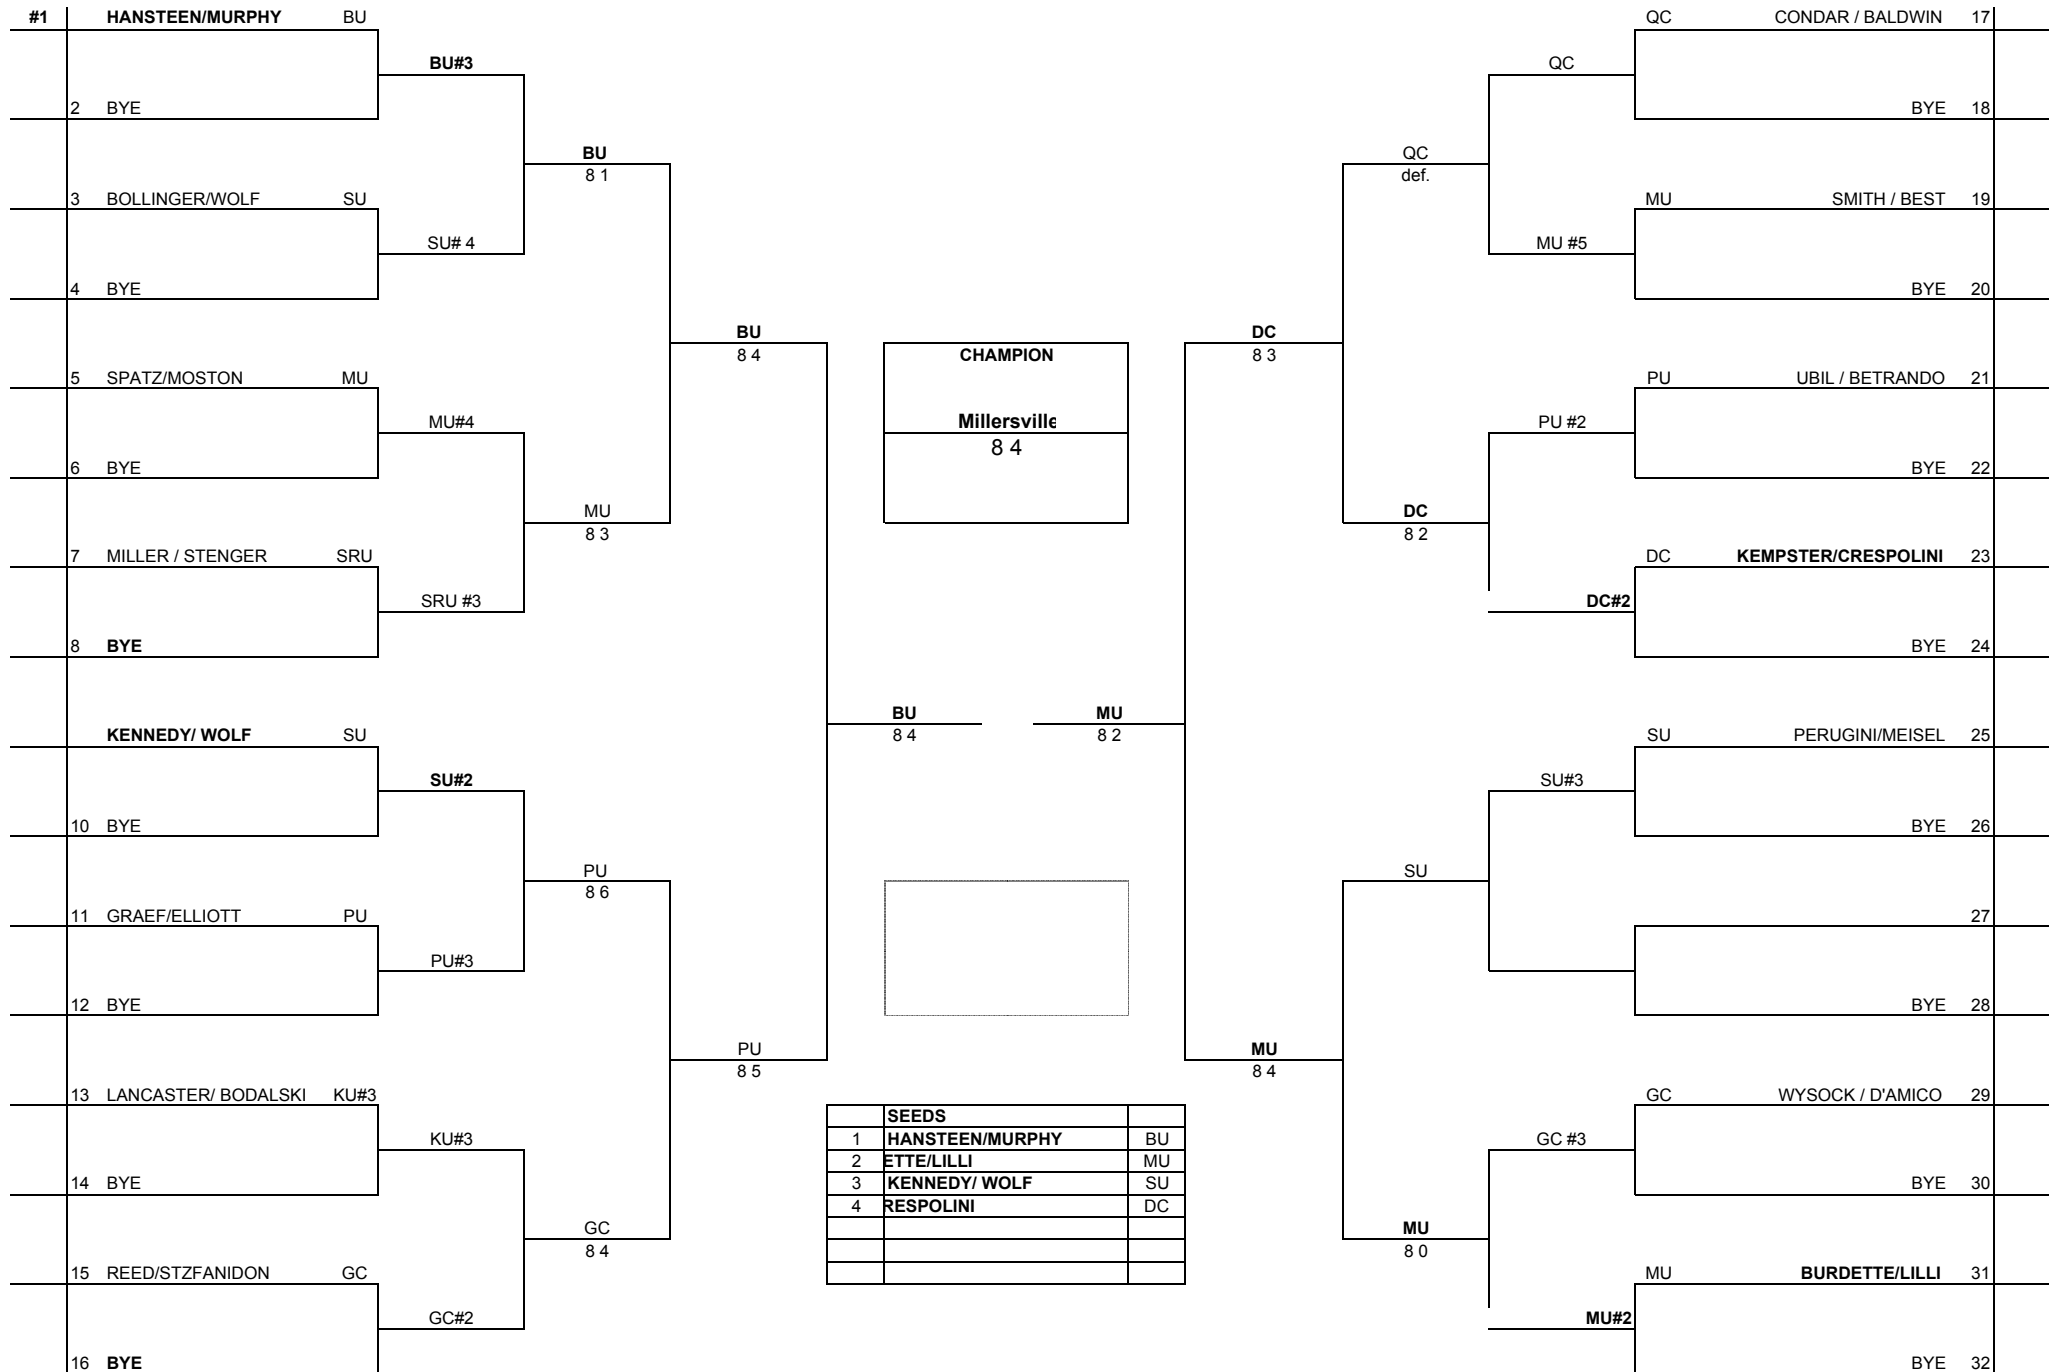 #1 HANSTEEN/MURPHY BU
BU#3
2 BYE
BU
8 1
3 BOLLINGER/WOLF SU
SU# 4
4 BYE
BU
8 4
5 SPATZ/MOSTON MU
MU#4
6 BYE
MU
8 3
7 MILLER / STENGER SRU
SRU #3
8 BYE
BU
8 4
KENNEDY/ WOLF SU
SU#2
10 BYE
PU
8 6
11 GRAEF/ELLIOTT PU
PU#3
12 BYE
PU
8 5
13 LANCASTER/ BODALSKI KU#3
KU#3
14 BYE
GC
8 4
15 REED/STZFANIDON GC
GC#2
16 BYE
CHAMPION
Millersville
8 4
SEEDS
1 HANSTEEN/MURPHY BU
2 ETTE/LILLI MU
3 KENNEDY/ WOLF SU
4 RESPOLINI DC
QC CONDAR / BALDWIN 17
QC
BYE 18
QC
def.
MU SMITH / BEST 19
MU #5
BYE 20
DC
8 3
PU UBIL / BETRANDO 21
PU #2
BYE 22
DC
8 2
DC KEMPSTER/CRESPOLINI 23
DC#2
BYE 24
MU
8 2
SU PERUGINI/MEISEL 25
SU#3
BYE 26
SU
27
BYE 28
MU
8 4
GC WYSOCK / D'AMICO 29
GC #3
BYE 30
MU
8 0
MU BURDETTE/LILLI 31
MU#2
BYE 32